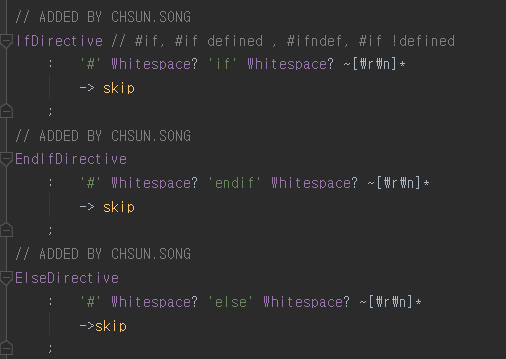 // ADDED BY CHSUN.SONG
IfDirective // #if, #if defined , #ifndef, #if !defined
: '#' Whitespace? 'if' Whitespace? ~[₩r₩n]*
-> skip
;
// ADDED BY CHSUN.SONG
EndIfDirective
: '#' Whitespace? 'endif' Whitespace? ~[₩r₩n]*
-> skip
;
// ADDED BY CHSUN.SONG
ElseDirective
: '#' Whitespace? 'else' Whitespace? ~[₩r₩n]*
->skip
;